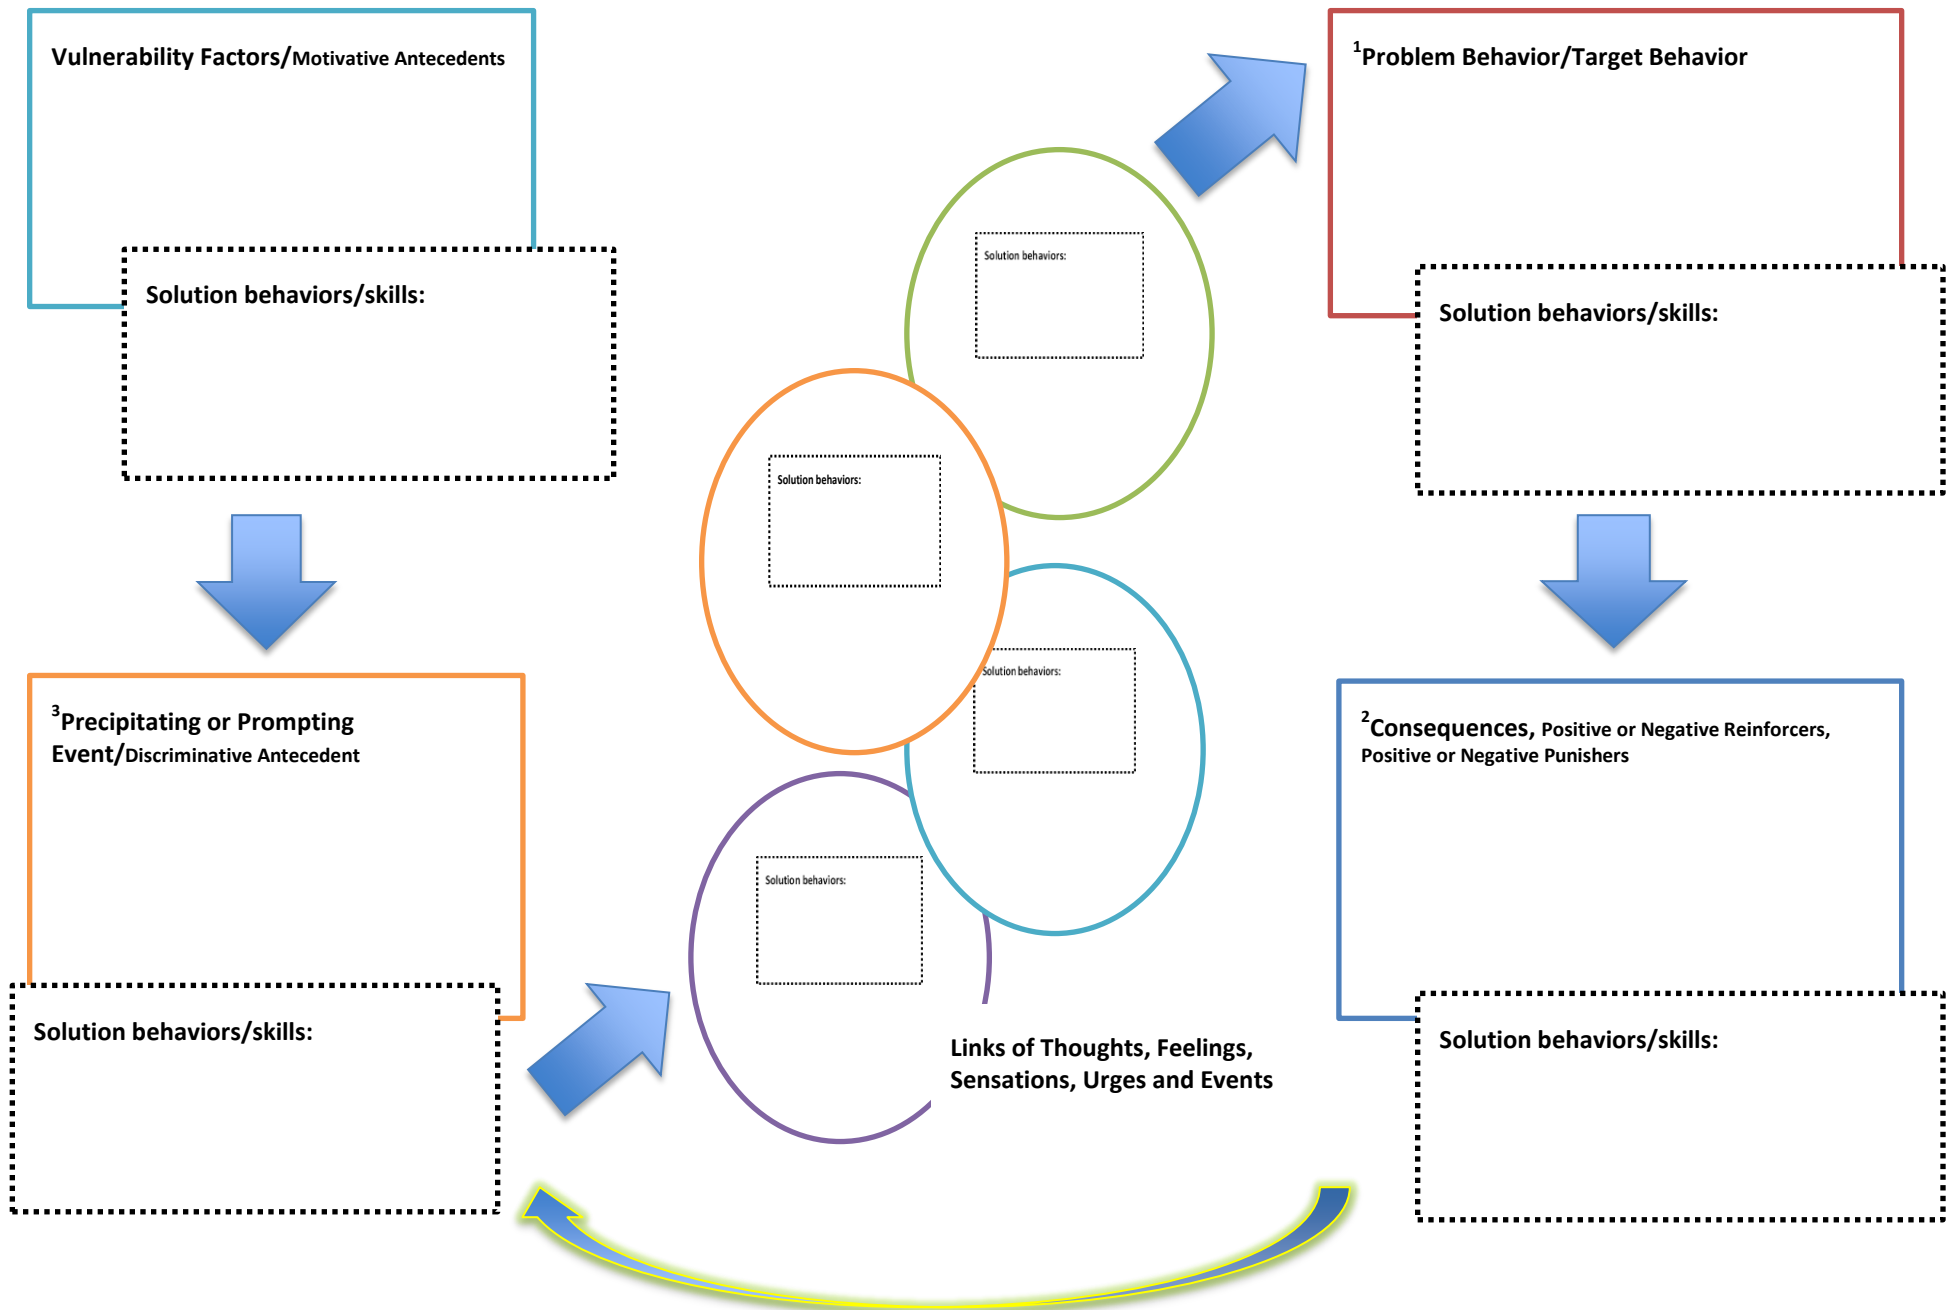 Vulnerability Factors/Motivative Antecedents
Solution behaviors/skills:
³Precipitating or Prompting
Event/Discriminative Antecedent
Solution behaviors/skills:
Solution behaviors:
Solution behaviors:
Solution behaviors:
Solution behaviors:
Links of Thoughts, Feelings,
Sensations, Urges and Events
¹Problem Behavior/Target Behavior
Solution behaviors/skills:
²Consequences, Positive or Negative Reinforcers,
Positive or Negative Punishers
Solution behaviors/skills: